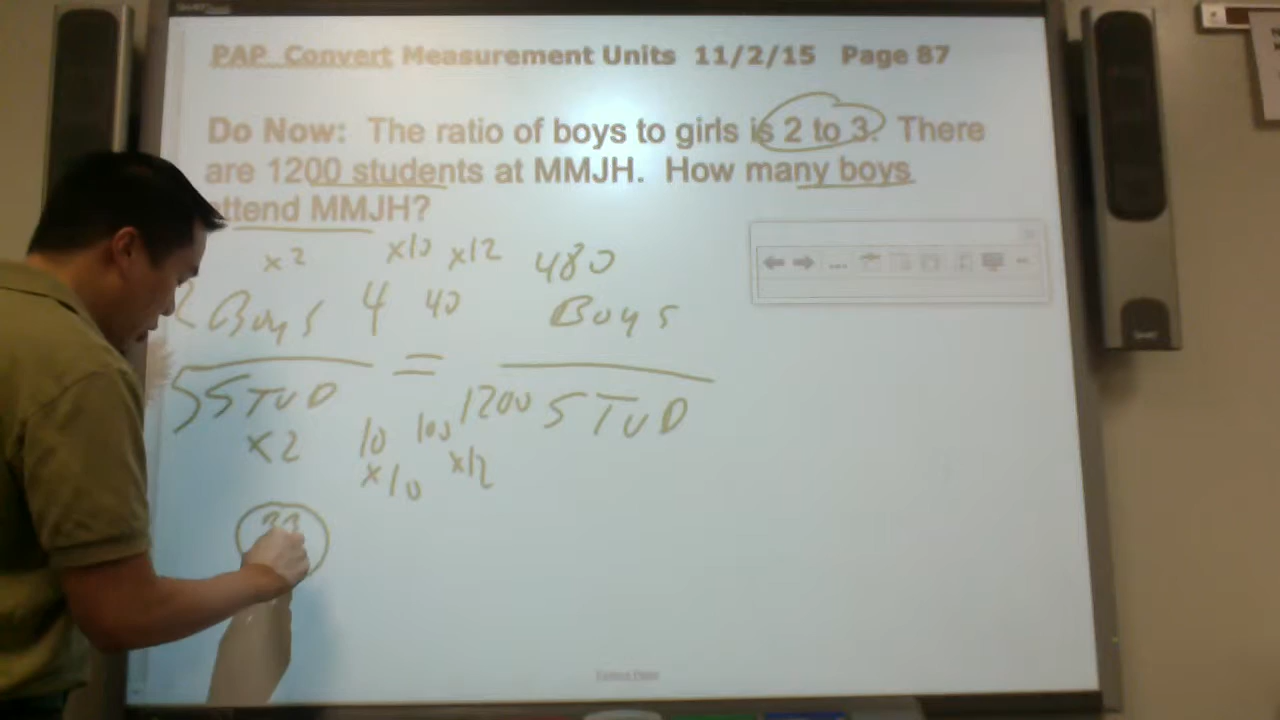 PAP Convert Measurement Units 11/2/15 Page 87
Do Now: The ratio of boys to girls is 2 to 3. There
are 1200 students at MMJH. How many boys
attend MMJH?
x2 x10 x12 480
2 Boys 4 40 Boys
=
5 STUD 10 100 1200 STUD
x2 x10 x12